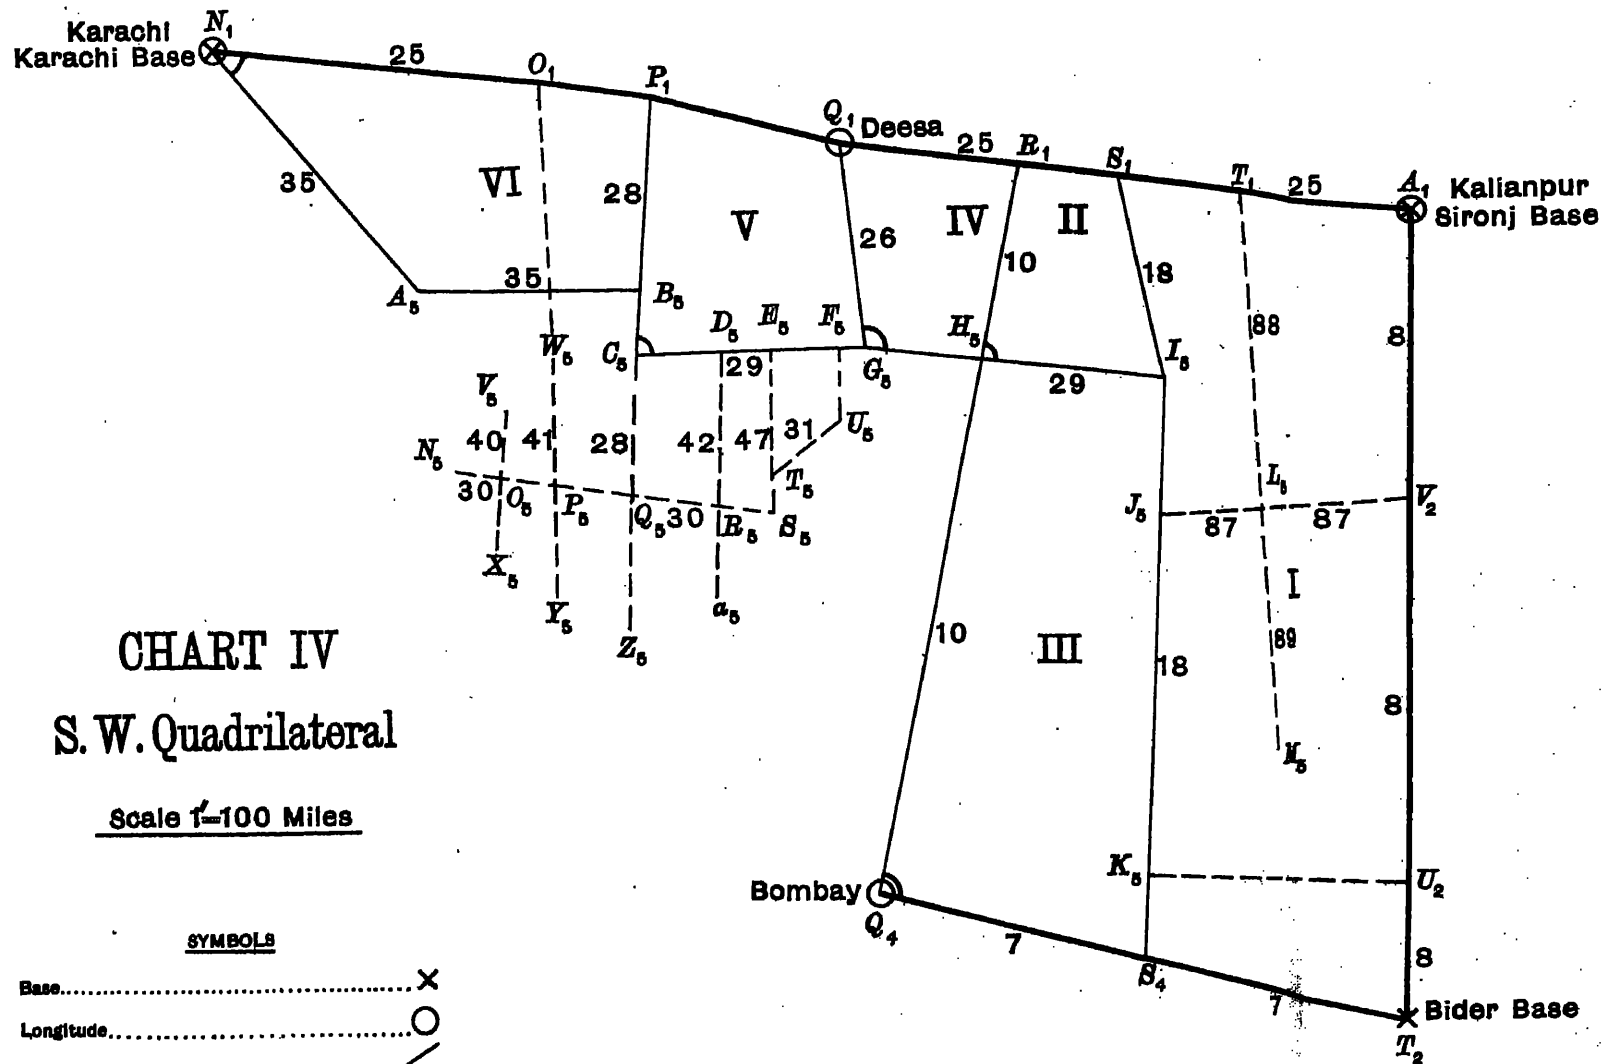 Karachi N₁
Karachi Base
25
O₁
P₁
Q₁ Deesa
25
R₁
S₁
T₁
25
A₁ Kalianpur
Sironj Base
35
VI
28
V
26
IV
II
10
18
88
8
35
A₅
B₅
W₅
C₅
D₅
E₅
F₅
29
G₅
H₅
I₅
29
V₅
N₅
40
41
28
42
47
31
U₅
T₅
30
O₅
P₅
Q₅
30
R₅
S₅
J₅
L₅
87
87
V₂
X₅
Y₅
Z₅
a₅
I
10
III
18
89
8
M₅
CHART IV
S. W. Quadrilateral
Scale 1"=100 Miles
K₅
U₂
Bombay
Q₄
7
S₄
7
8
Bider Base
T₂
SYMBOLS
Base
Longitude